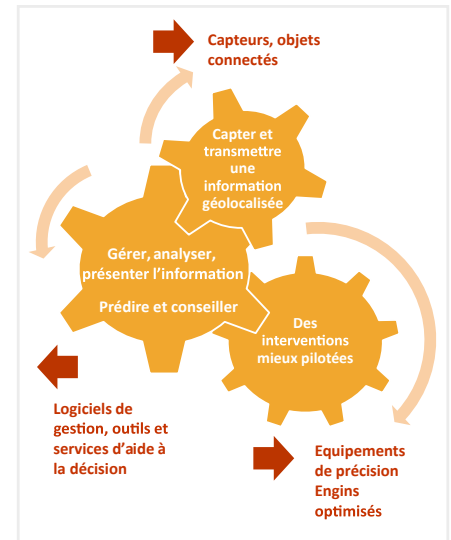 Capteurs, objets
connectés
Capter et
transmettre
une
information
géolocalisée
Gérer, analyser,
présenter l'information
Prédire et conseiller
Des
interventions
mieux pilotées
Logiciels de
gestion, outils et
services d'aide à
la décision
Equipements
de précision
Engins
optimisés